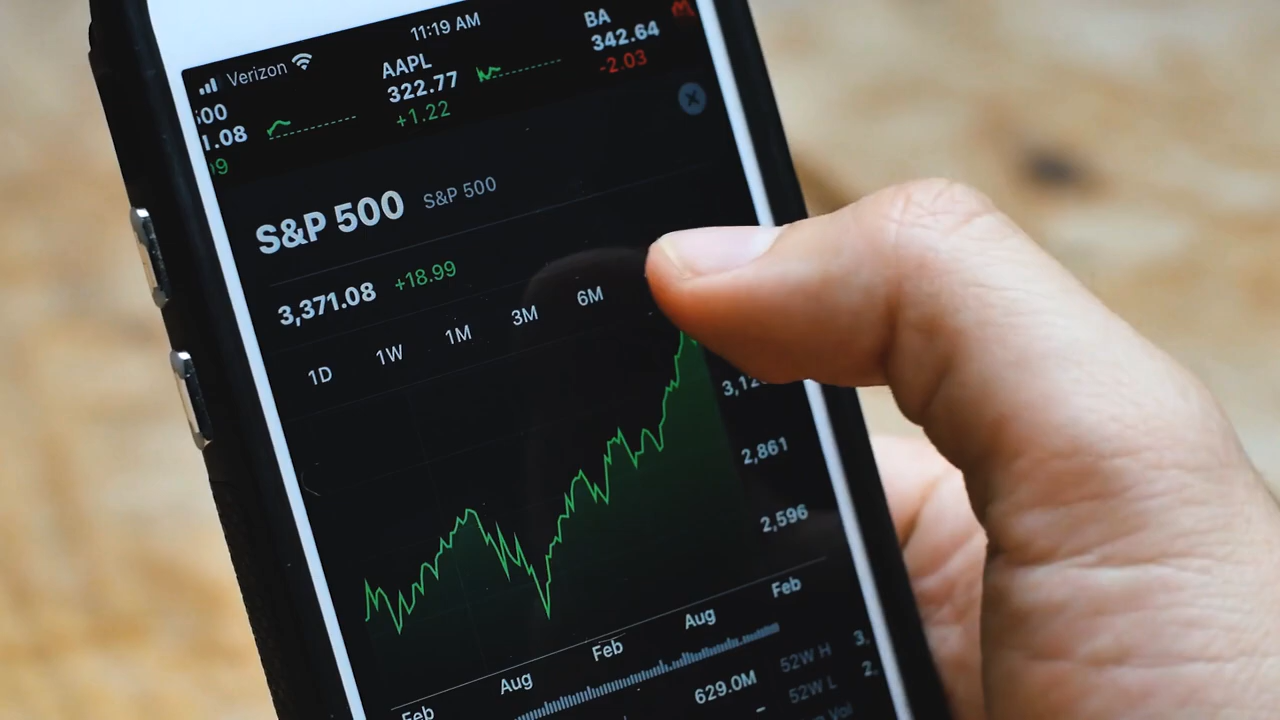 11:19 AM
Verizon
AAPL
322.77
+1.22
BA
342.64
-2.03
S&P 500 S&P 500
3,371.08 +18.99
1D 1W 1M 3M 6M
2,861
2,596
Feb Aug Feb Aug Feb
629.0M
52W H
52W L
Vol